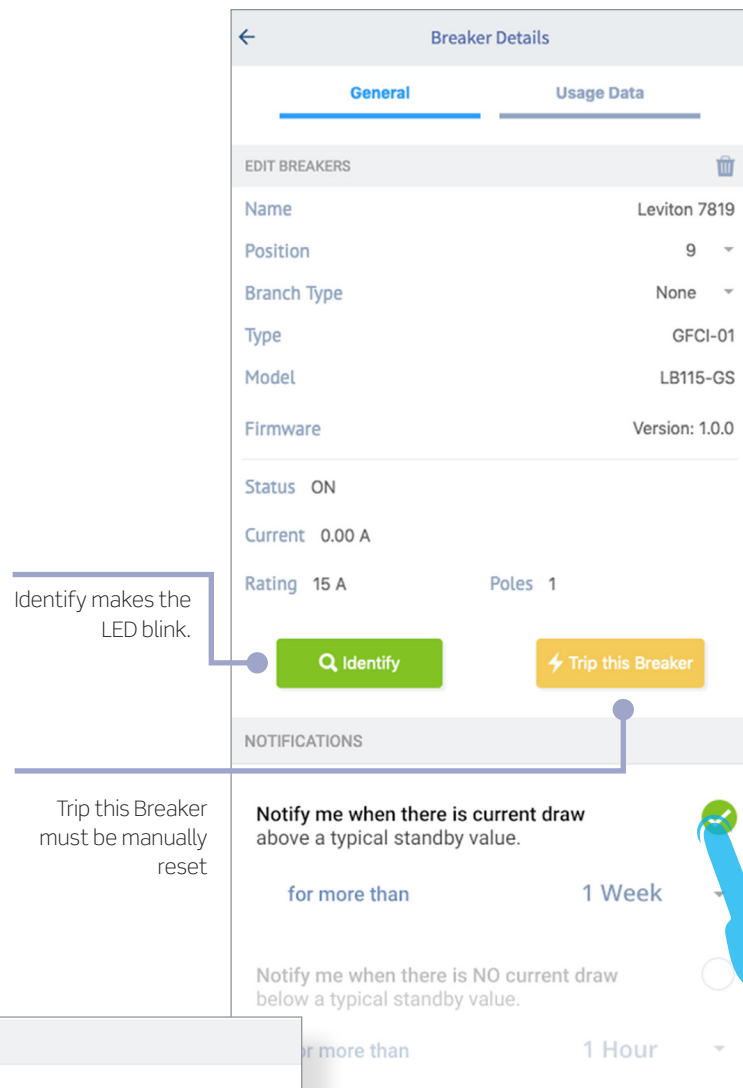 Breaker Details
General Usage Data
EDIT BREAKERS
Name Leviton 7819
Position 9
Branch Type None
Type GFCI-01
Model LB115-GS
Firmware Version: 1.0.0
Status ON
Current 0.00 A
Rating 15 A Poles 1
Identify makes the
LED blink.
Identify Trip this Breaker
NOTIFICATIONS
Trip this Breaker
must be manually
reset
Notify me when there is current draw
above a typical standby value.
for more than 1 Week
Notify me when there is NO current draw
below a typical standby value.
more than 1 Hour